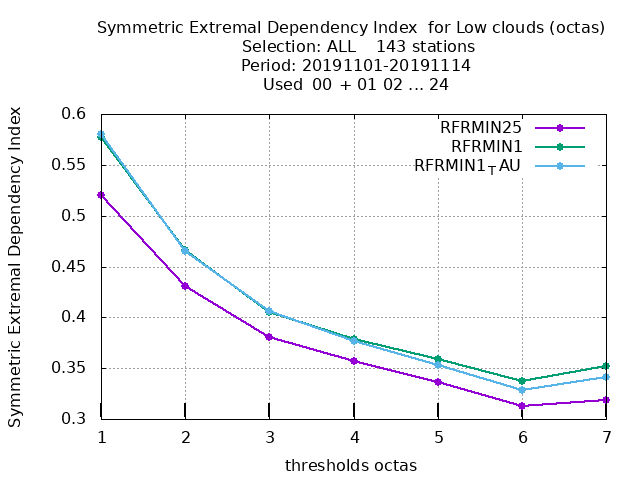 Symmetric Extremal Dependency Index for Low clouds (octas)
Selection: ALL 143 stations
Period: 20191101-20191114
Used 00 + 01 02 ... 24
Symmetric Extremal Dependency Index
0.6
0.55
0.5
0.45
0.4
0.35
0.3
RFRMIN25
RFRMIN1
RFRMIN1TAU
1 2 3 4 5 6 7
thresholds octas